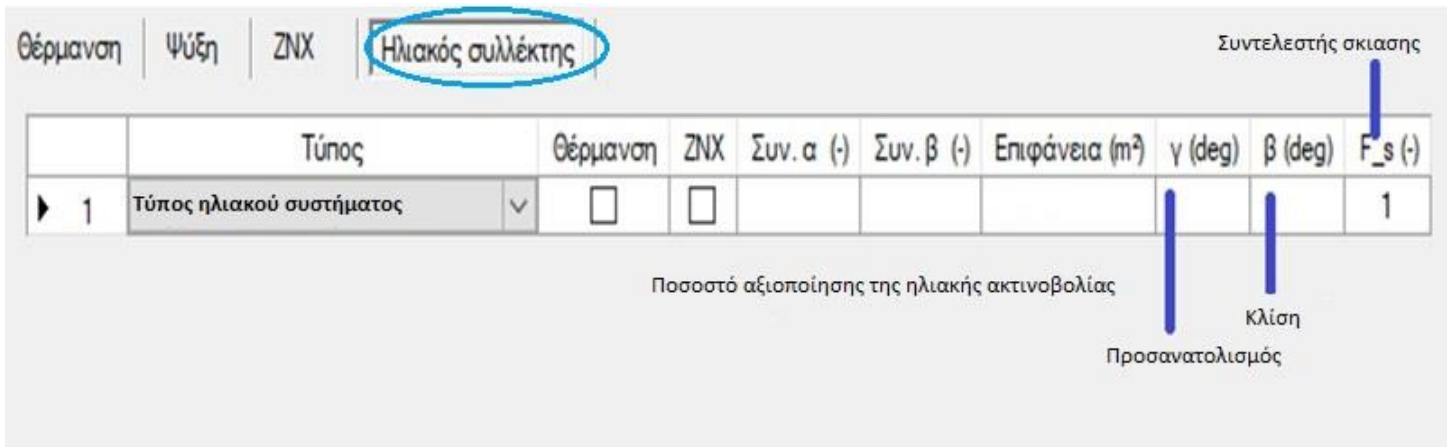 Θέρμανση Ψύξη ΖΝΧ Ηλιακός συλλέκτης
Συντελεστής σκιασης
Τύπος Θέρμανση ΖΝΧ Συν. α (-) Συν. β (-) Επιφάνεια (m²) γ (deg) β (deg) F_s (-)
1 Τύπος ηλιακού συστήματος 1
Ποσοστό αξιοποίησης της ηλιακής ακτινοβολίας
Κλίση
Προσανατολισμός